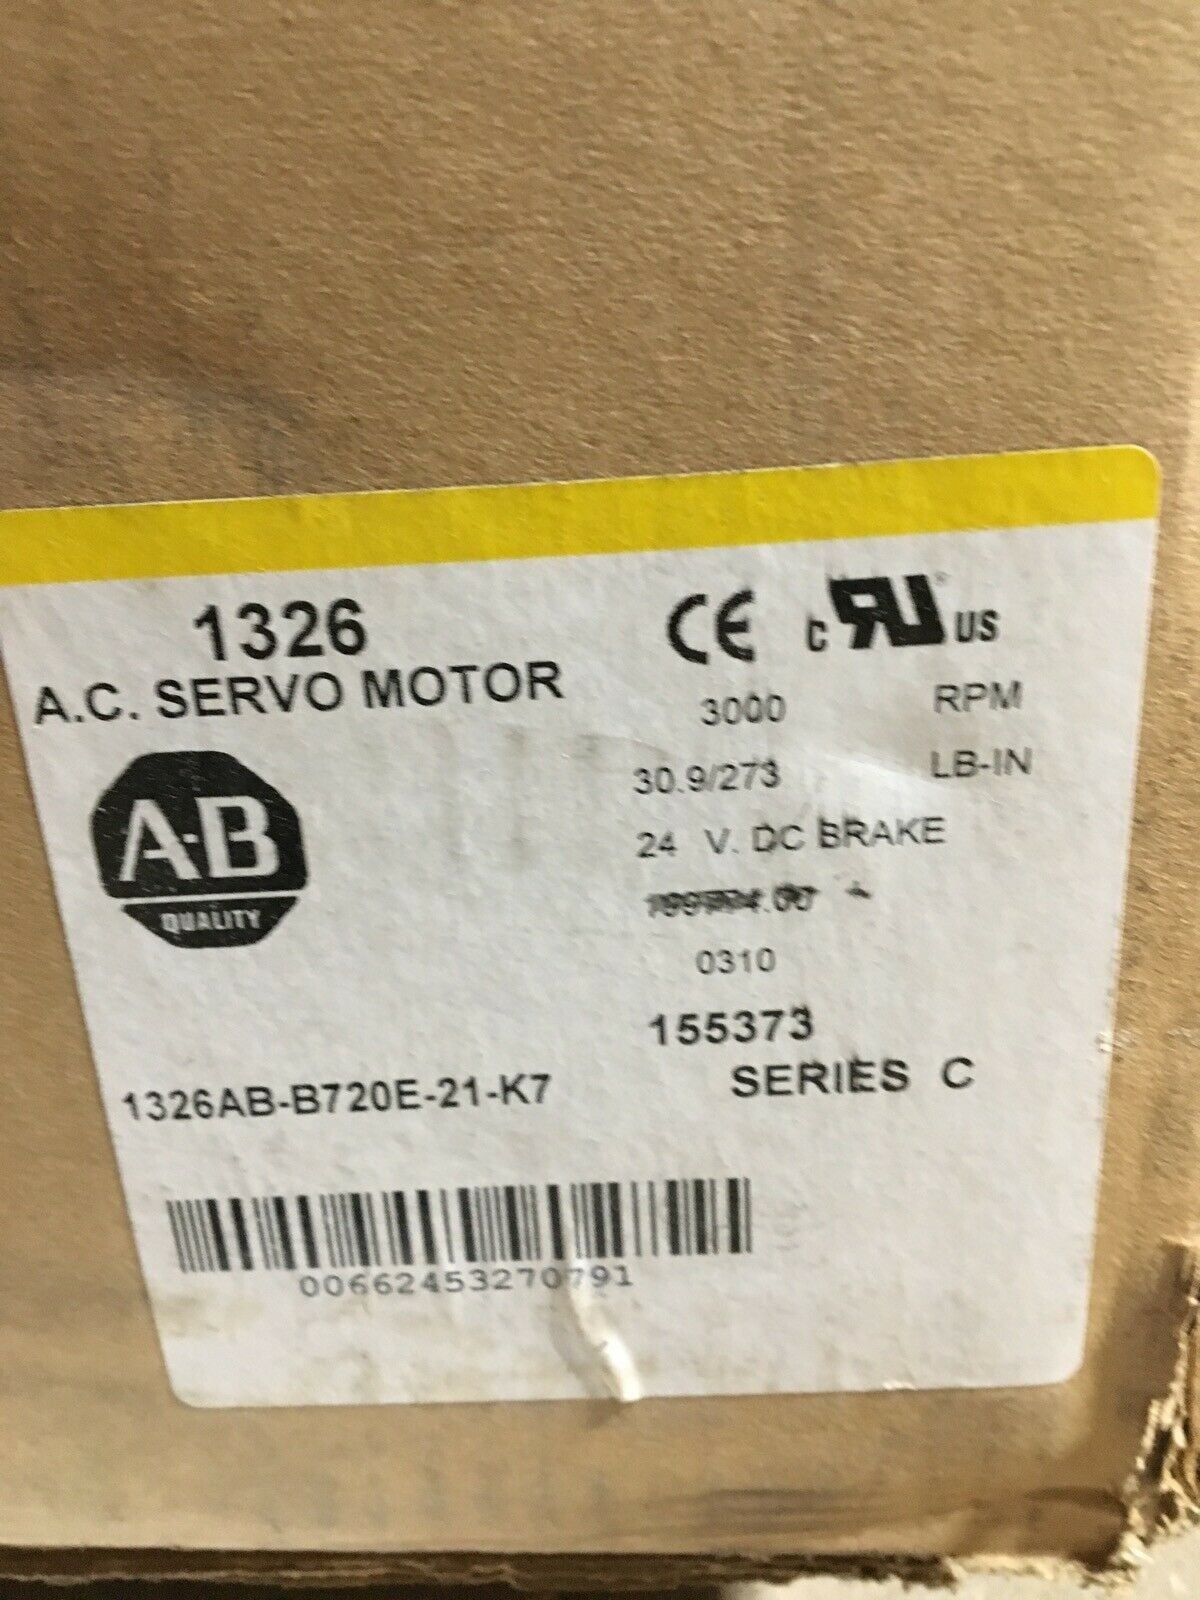 1326
A.C. SERVO MOTOR
A-B
QUALITY
CE c RU ® US
3000 RPM
30.9/273 LB-IN
24 V. DC BRAKE
0310
155373
SERIES C
1326AB-B720E-21-K7
00662453270791